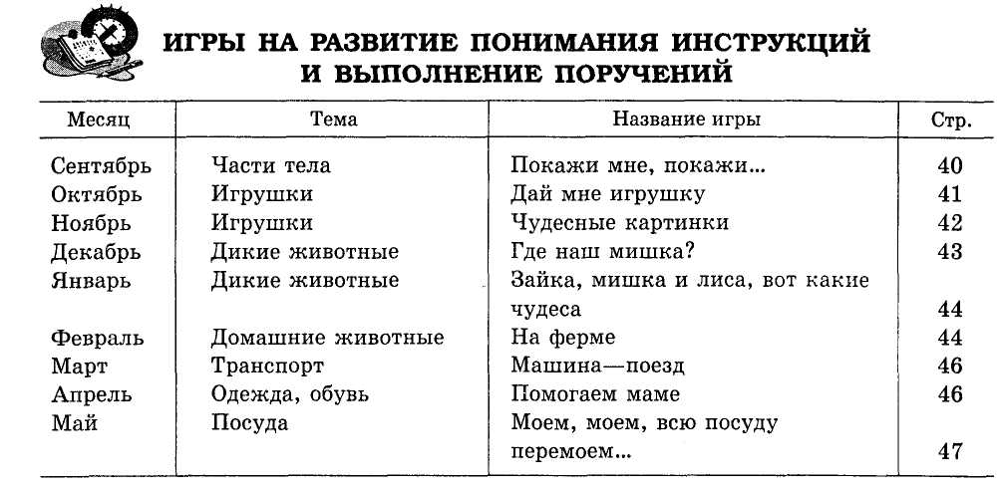 ИГРЫ НА РАЗВИТИЕ ПОНИМАНИЯ ИНСТРУКЦИЙ
И ВЫПОЛНЕНИЕ ПОРУЧЕНИЙ
Месяц Тема Название игры Стр.
Сентябрь Части тела Покажи мне, покажи... 40
Октябрь Игрушки Дай мне игрушку 41
Ноябрь Игрушки Чудесные картинки 42
Декабрь Дикие животные Где наш мишка? 43
Январь Дикие животные Зайка, мишка и лиса, вот какие
чудеса 44
Февраль Домашние животные На ферме 44
Март Транспорт Машина—поезд 46
Апрель Одежда, обувь Помогаем маме 46
Май Посуда Моем, моем, всю посуду
перемоем... 47